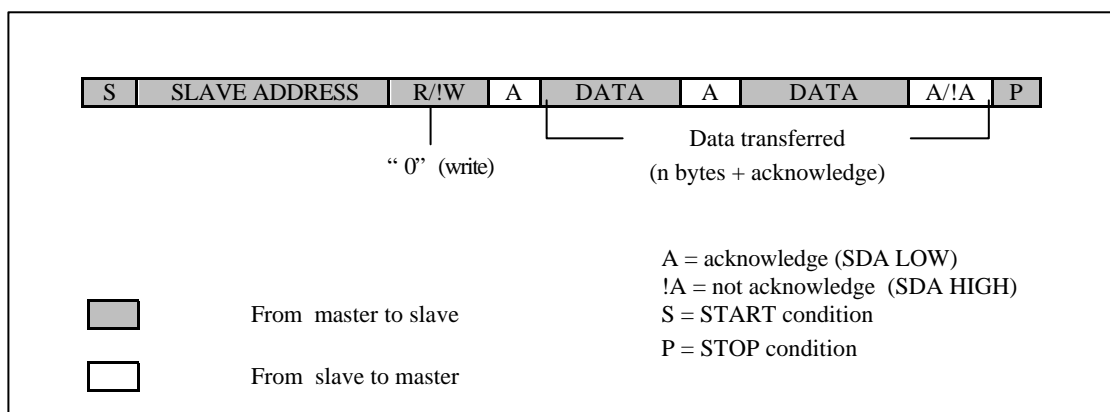 S SLAVE ADDRESS R/!W A DATA A DATA A/!A P
Data transferred
“ 0” (write)
(n bytes + acknowledge)
A = acknowledge (SDA LOW)
!A = not acknowledge (SDA HIGH)
From master to slave
S = START condition
P = STOP condition
From slave to master